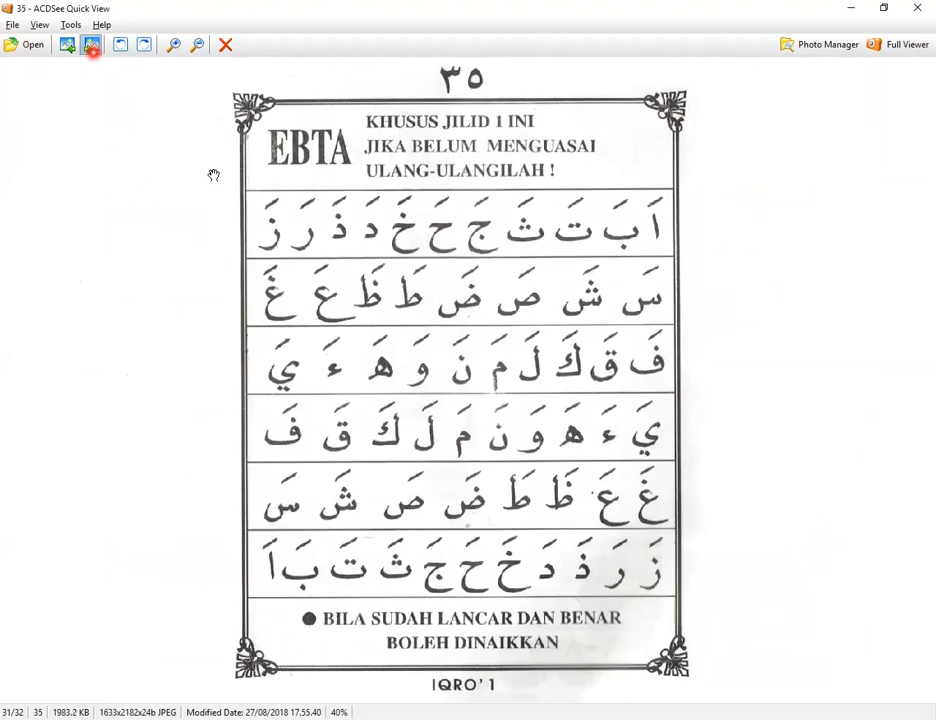 35 - ACDSee Quick View
File View Tools Help
Open Photo Manager Full Viewer
٣٥
EBTA
KHUSUS JILID 1 INI
JIKA BELUM MENGUASAI
ULANG-ULANGILAH !
اَ بَ تَ ثَ جَ حَ خَ دَ ذَ رَ زَ
سَ شَ صَ ضَ طَ ظَ عَ غَ
فَ قَ كَ لَ مَ نَ وَ هَ ءَ يَ
يَ ءَ هَ وَ نَ مَ لَ كَ قَ فَ
غَ عَ ظَ طَ ضَ صَ شَ سَ
زَ رَ ذَ دَ خَ حَ جَ ثَ تَ بَ اَ
● BILA SUDAH LANCAR DAN BENAR
BOLEH DINAIKKAN
IQRO' 1
31/32 35 1983.2 KB 1633x2182x24b JPEG Modified Date: 27/08/2018 17.55.40 40%